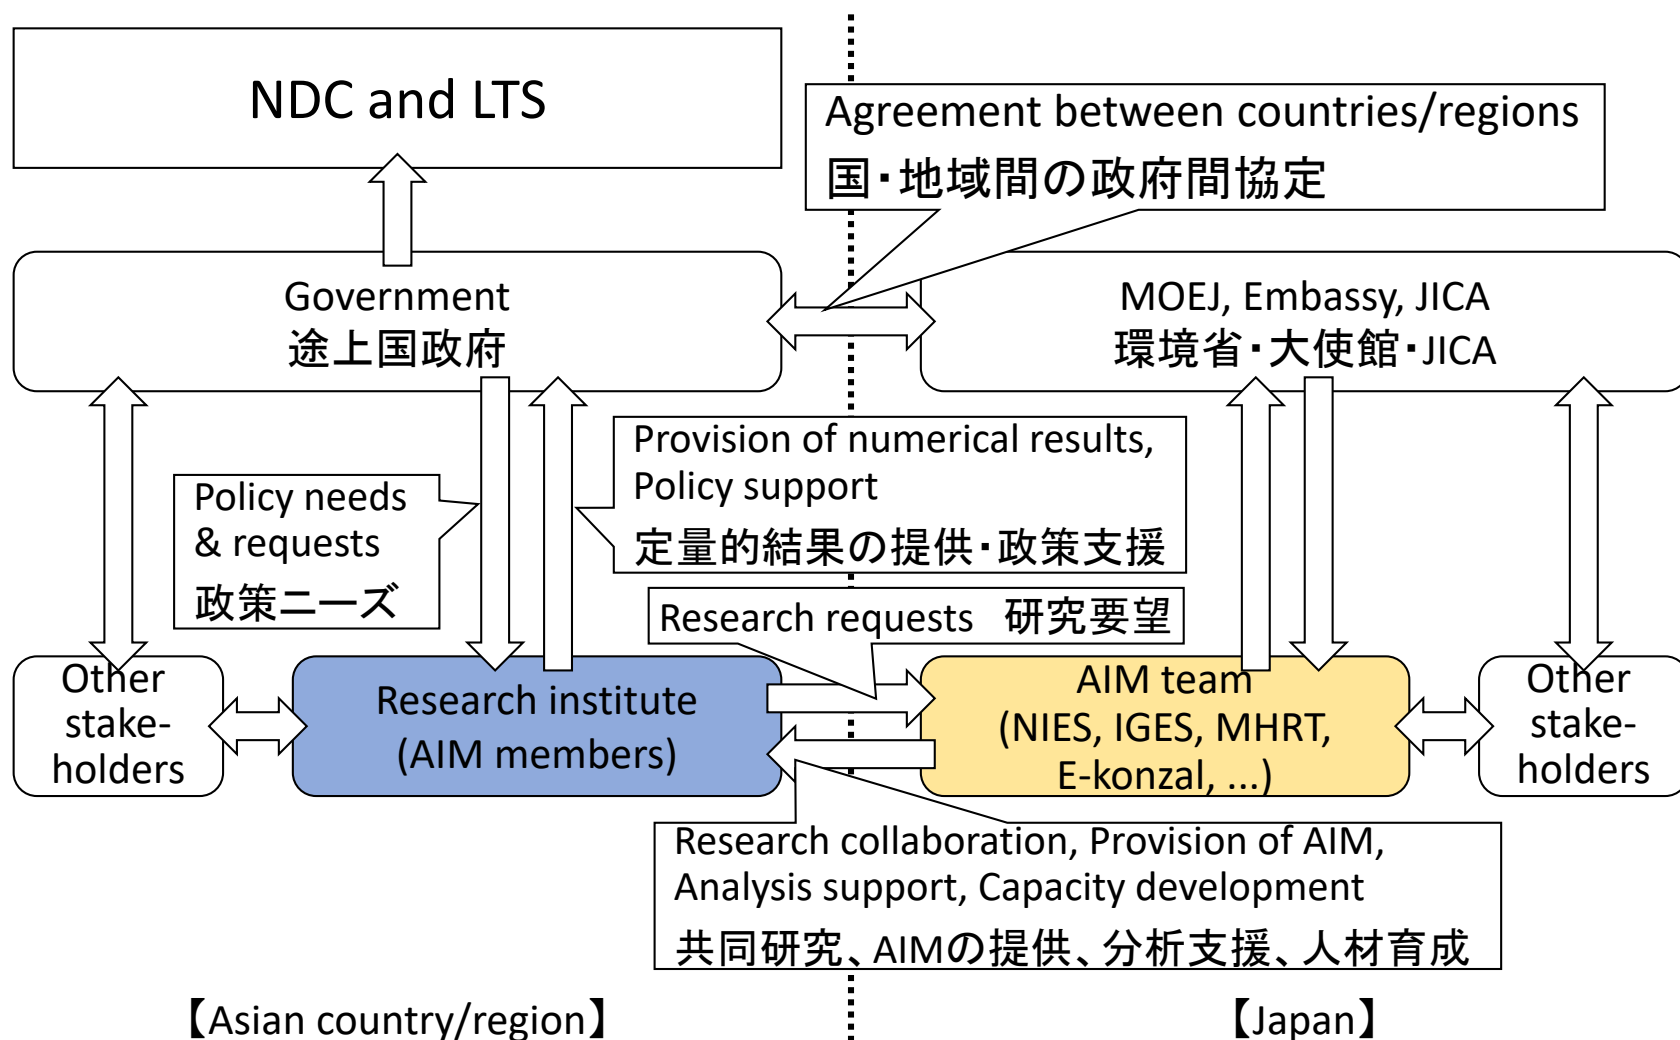 NDC and LTS
Agreement between countries/regions
国・地域間の政府間協定
Government
途上国政府
MOEJ, Embassy, JICA
環境省・大使館・JICA
Policy needs
& requests
政策ニーズ
Provision of numerical results,
Policy support
定量的結果の提供・政策支援
Research requests 研究要望
Other
stake-
holders
Research institute
(AIM members)
AIM team
(NIES, IGES, MHRT,
E-konzal, ...)
Other
stake-
holders
Research collaboration, Provision of AIM,
Analysis support, Capacity development
共同研究、AIMの提供、分析支援、人材育成
【Asian country/region】
【Japan】